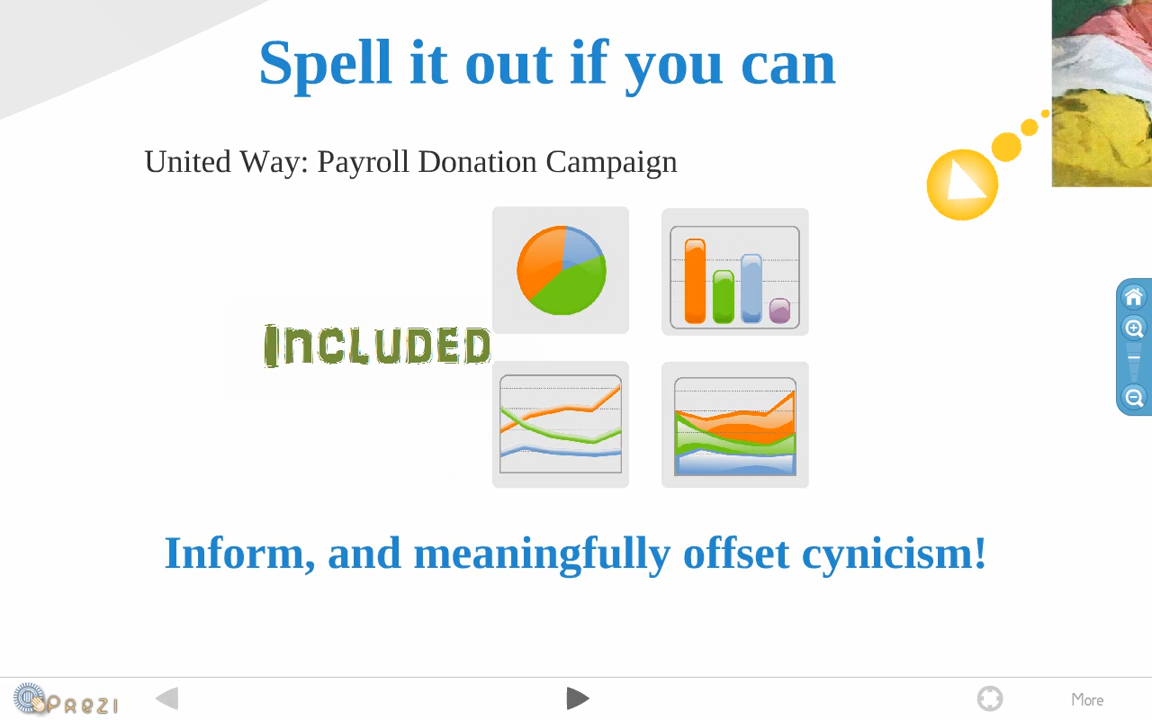 Spell it out if you can
United Way: Payroll Donation Campaign
INCLUDED
Inform, and meaningfully offset cynicism!
PREZI
More